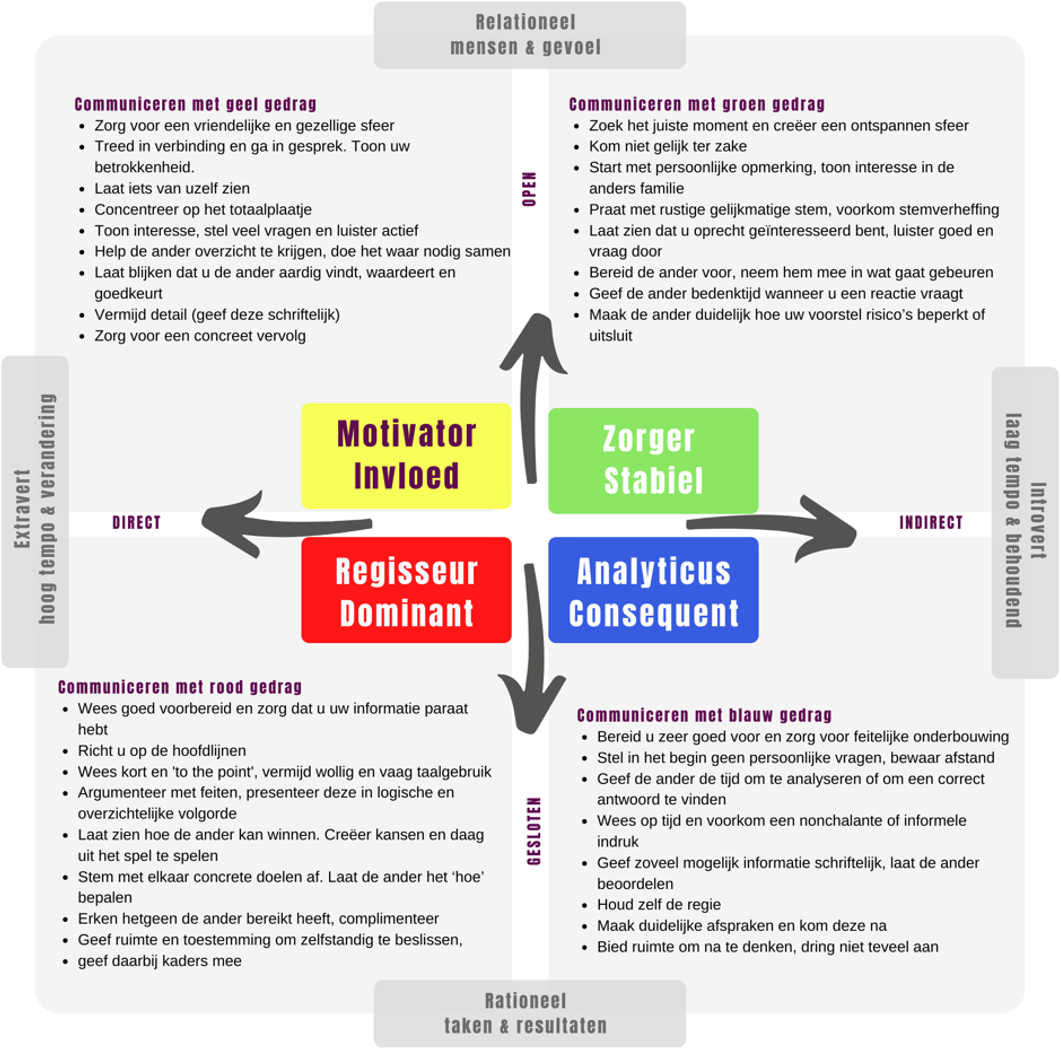 Relationeel
mensen & gevoel
Communiceren met geel gedrag
• Zorg voor een vriendelijke en gezellige sfeer
• Treed in verbinding en ga in gesprek. Toon uw
betrokkenheid.
• Laat iets van uzelf zien
• Concentreer op het totaalplaatje
• Toon interesse, stel veel vragen en luister actief
• Help de ander overzicht te krijgen, doe het waar nodig samen
• Laat blijken dat u de ander aardig vindt, waardeert en
goedkeurt
• Vermijd detail (geef deze schriftelijk)
• Zorg voor een concreet vervolg
OPEN
Communiceren met groen gedrag
• Zoek het juiste moment en creëer een ontspannen sfeer
• Kom niet gelijk ter zake
• Start met persoonlijke opmerking, toon interesse in de
anders familie
• Praat met rustige gelijkmatige stem, voorkom stemverheffing
• Laat zien dat u oprecht geïnteresseerd bent, luister goed en
vraag door
• Bereid de ander voor, neem hem mee in wat gaat gebeuren
• Geef de ander bedenktijd wanneer u een reactie vraagt
• Maak de ander duidelijk hoe uw voorstel risico’s beperkt of
uitsluit
Extravert
hoog tempo & verandering
Motivator
Invloed
Zorger
Stabiel
Introvert
laag tempo & behoudend
DIRECT
INDIRECT
Regisseur
Dominant
Analyticus
Consequent
Communiceren met rood gedrag
• Wees goed voorbereid en zorg dat u uw informatie paraat
hebt
• Richt u op de hoofdlijnen
• Wees kort en 'to the point', vermijd wollig en vaag taalgebruik
• Argumenteer met feiten, presenteer deze in logische en
overzichtelijke volgorde
• Laat zien hoe de ander kan winnen. Creëer kansen en daag
uit het spel te spelen
• Stem met elkaar concrete doelen af. Laat de ander het ‘hoe’
bepalen
• Erken hetgeen de ander bereikt heeft, complimenteer
• Geef ruimte en toestemming om zelfstandig te beslissen,
• geef daarbij kaders mee
GESLOTEN
Communiceren met blauw gedrag
• Bereid u zeer goed voor en zorg voor feitelijke onderbouwing
• Stel in het begin geen persoonlijke vragen, bewaar afstand
• Geef de ander de tijd om te analyseren of om een correct
antwoord te vinden
• Wees op tijd en voorkom een nonchalante of informele
indruk
• Geef zoveel mogelijk informatie schriftelijk, laat de ander
beoordelen
• Houd zelf de regie
• Maak duidelijke afspraken en kom deze na
• Bied ruimte om na te denken, dring niet teveel aan
Rationeel
taken & resultaten